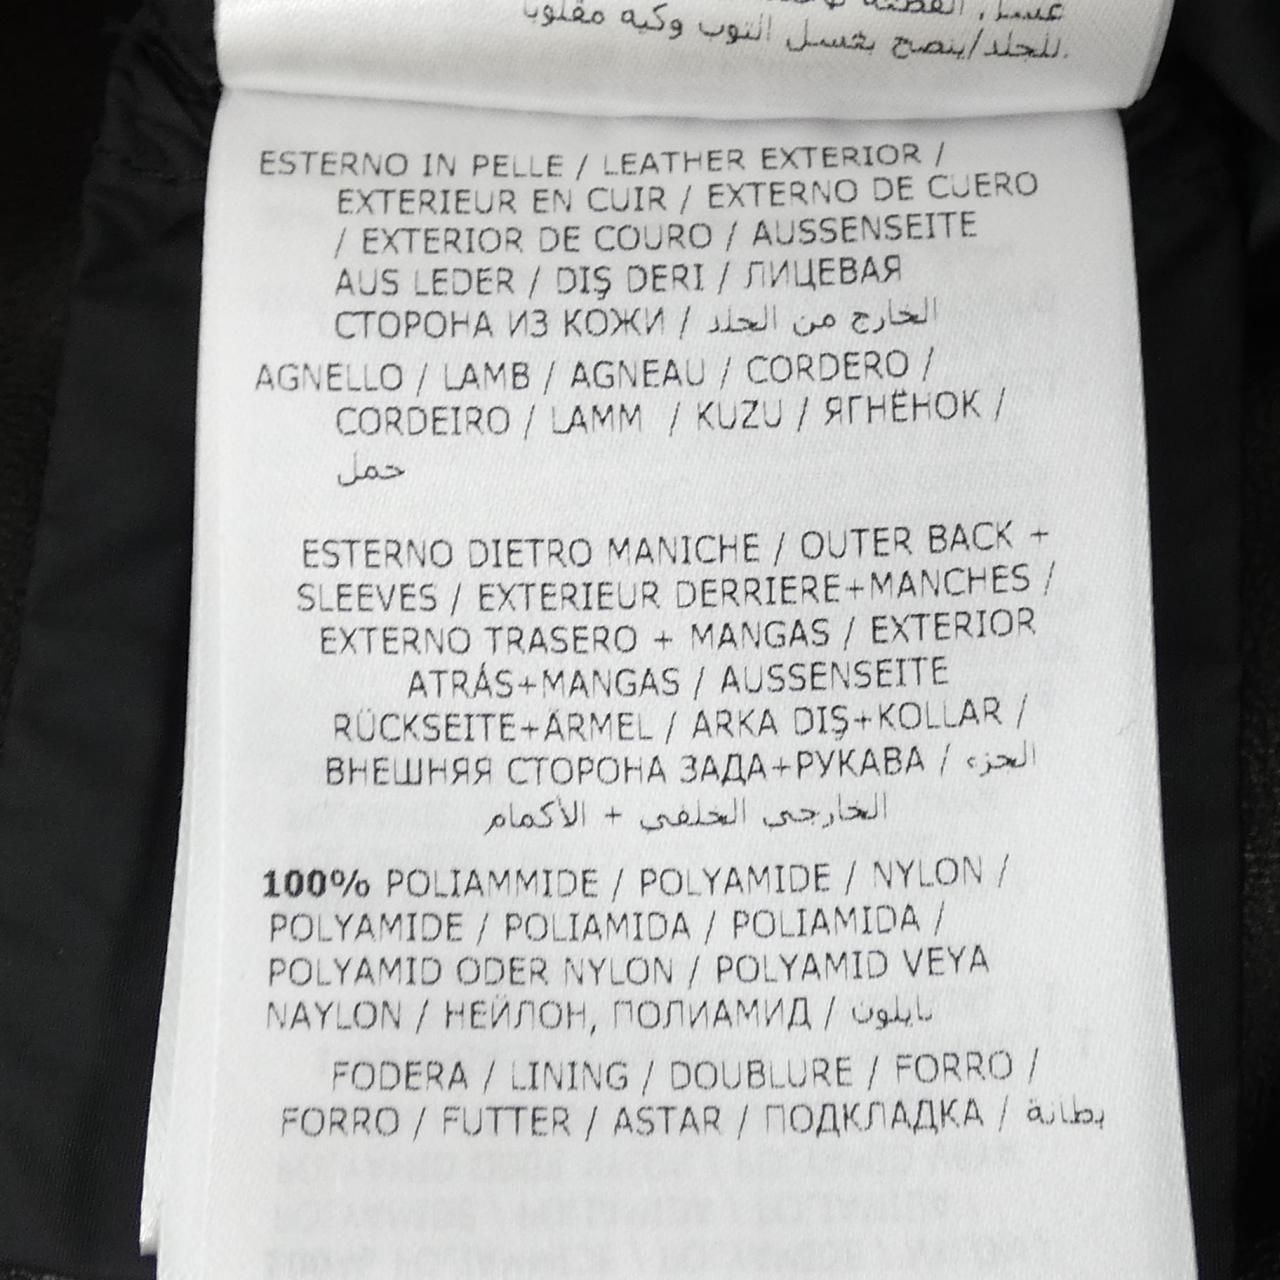 غسل,
للجلد/ينصح بغسل الثوب وكيه مقلوبا.
ESTERNO IN PELLE / LEATHER EXTERIOR /
EXTERIEUR EN CUIR / EXTERNO DE CUERO
/ EXTERIOR DE COURO / AUSSENSEITE
AUS LEDER / DIŞ DERI / ЛИЦЕВАЯ
СТОРОНА ИЗ КОЖИ / الخارج من الجلد
AGNELLO / LAMB / AGNEAU / CORDERO /
CORDEIRO / LAMM / KUZU / ЯГНЁНОК /
حمل
ESTERNO DIETRO MANICHE / OUTER BACK +
SLEEVES / EXTERIEUR DERRIERE+MANCHES /
EXTERNO TRASERO + MANGAS / EXTERIOR
ATRÁS+MANGAS / AUSSENSEITE
RÜCKSEITE+ÄRMEL / ARKA DIŞ+KOLLAR /
ВНЕШНЯЯ СТОРОНА ЗАДА+РУКАВА / الجزء
الخارجي الخلفي + الأكمام
100% POLIAMMIDE / POLYAMIDE / NYLON /
POLYAMIDE / POLIAMIDA / POLIAMIDA /
POLYAMID ODER NYLON / POLYAMID VEYA
NAYLON / НЕЙЛОН, ПОЛИАМИД / نايلون
FODERA / LINING / DOUBLURE / FORRO /
FORRO / FUTTER / ASTAR / ПОДКЛАДКА / بطانة